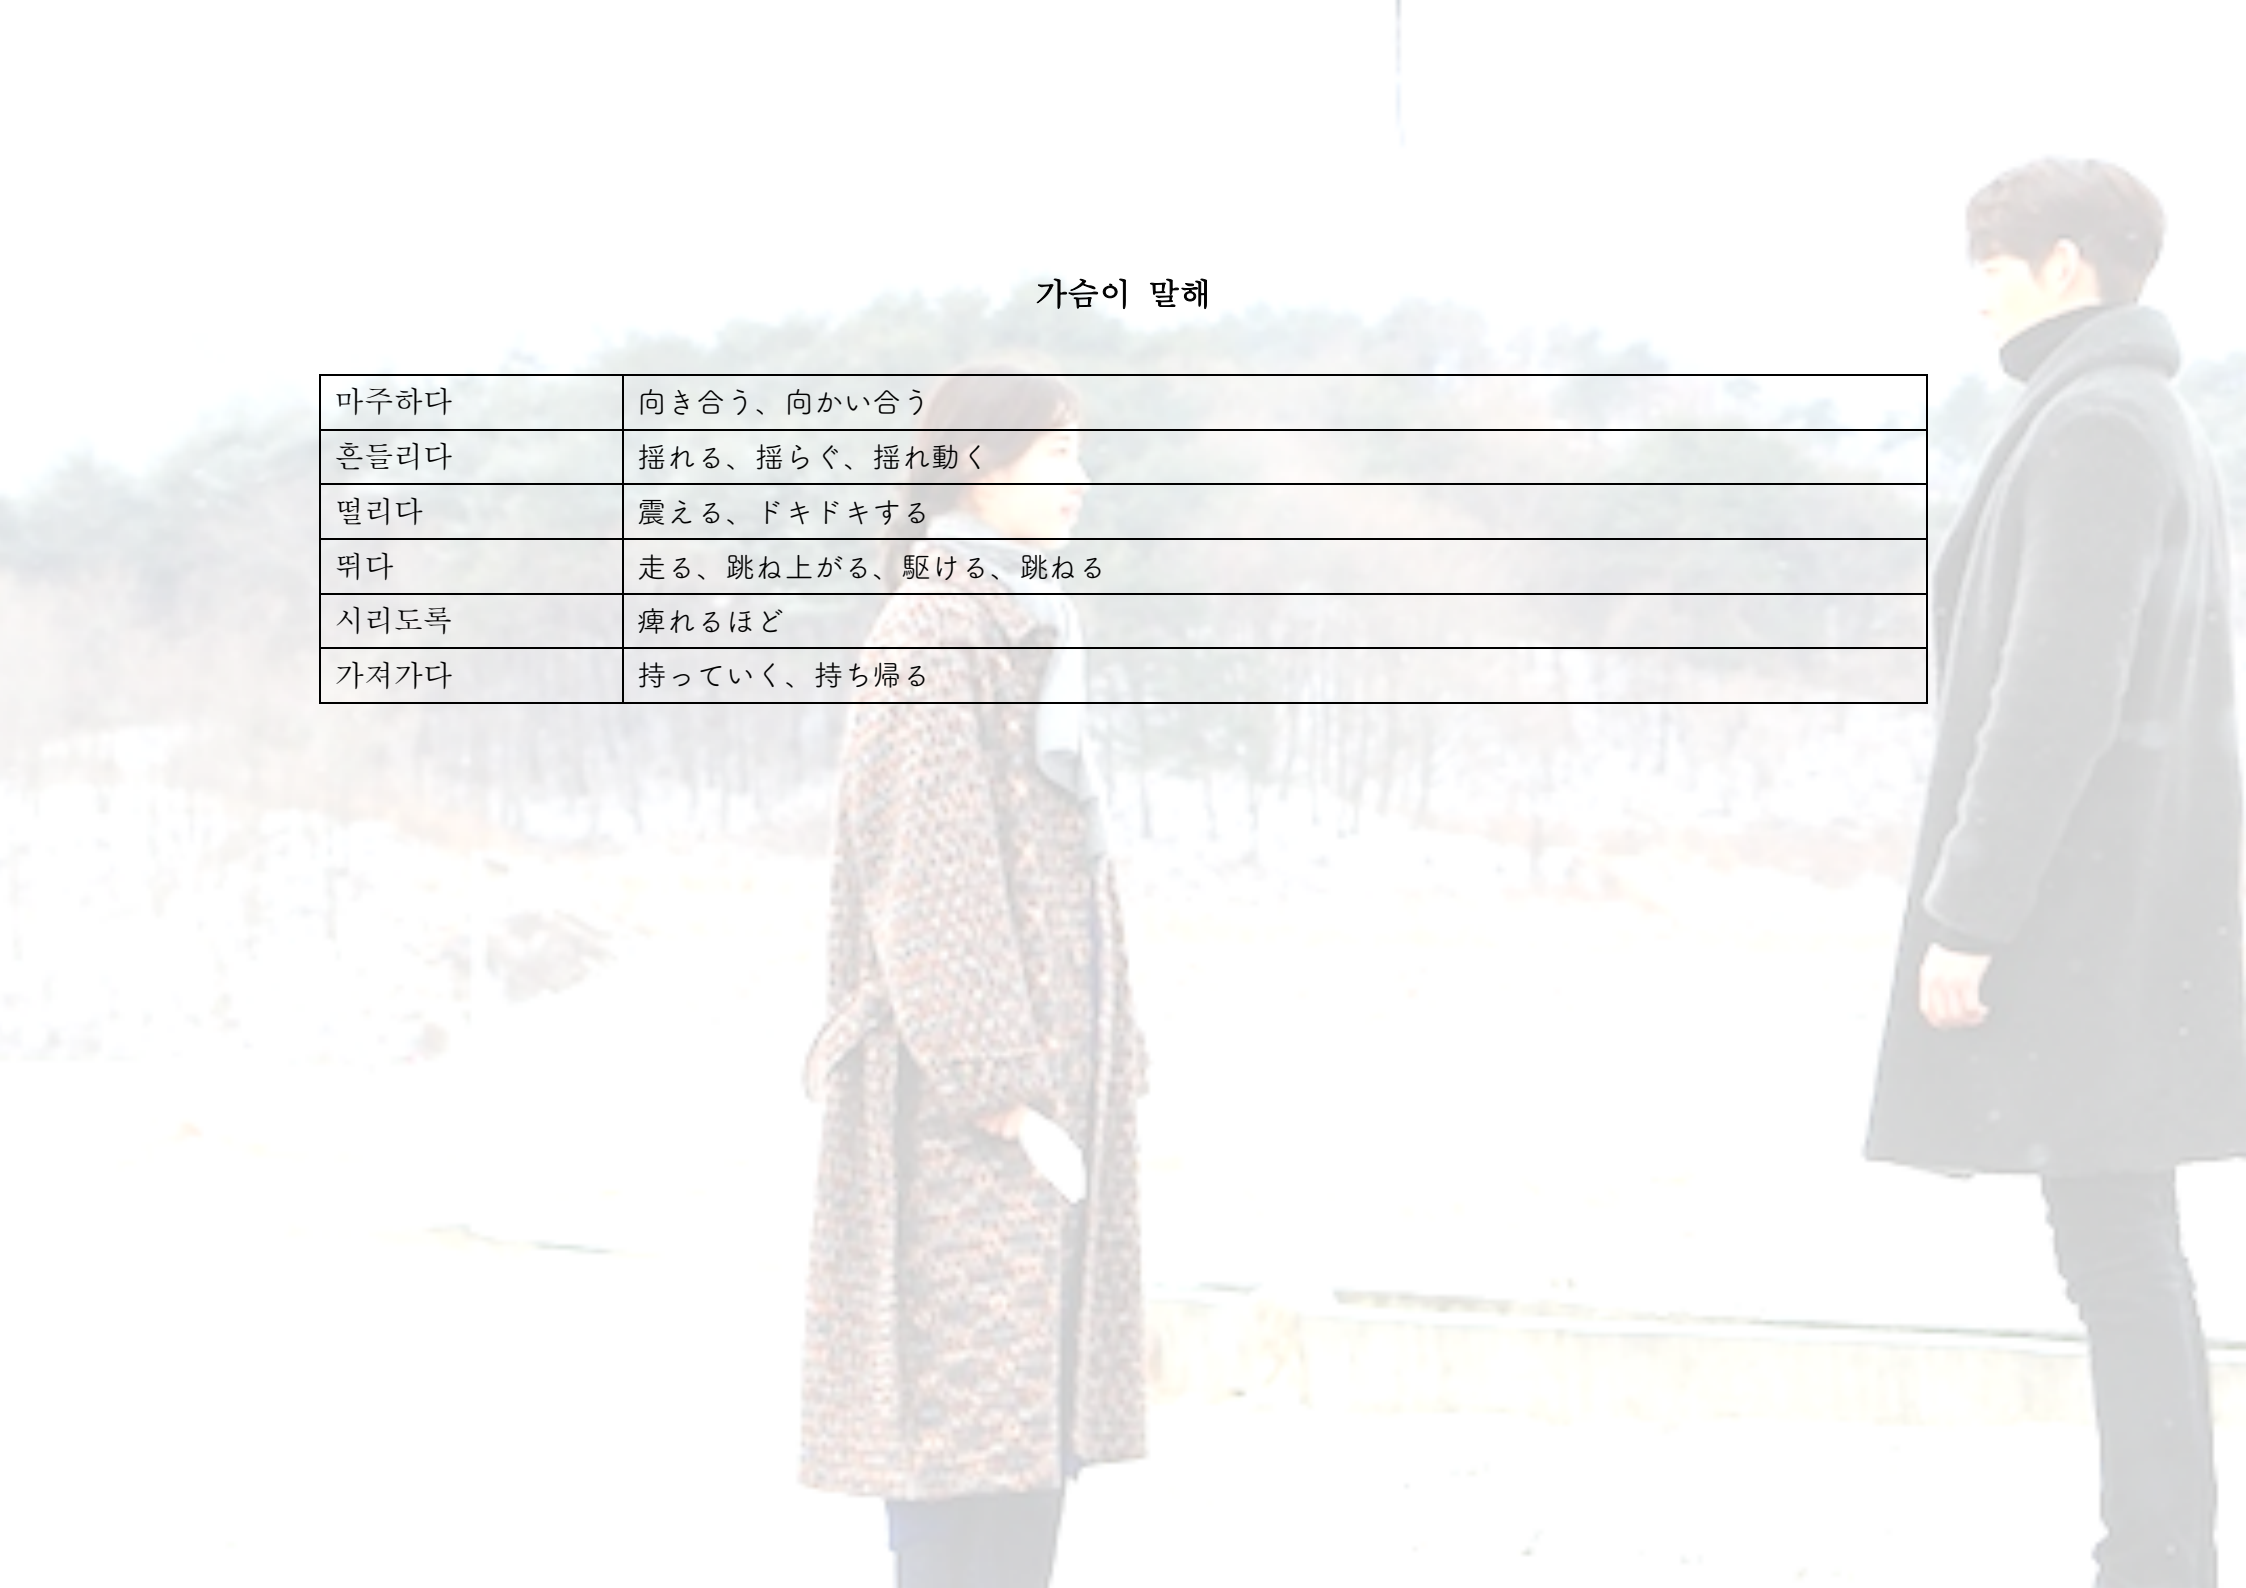 가슴이 말해
마주하다 向き合う、向かい合う
흔들리다 揺れる、揺らぐ、揺れ動く
떨리다 震える、ドキドキする
뛰다 走る、跳ね上がる、駆ける、跳ねる
시리도록 痺れるほど
가져가다 持っていく、持ち帰る